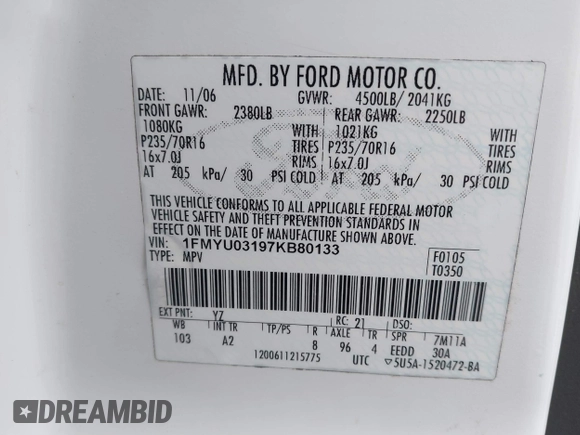 MFD. BY FORD MOTOR CO.
DATE: 11/06 GVWR: 4500LB/ 2041KG
FRONT GAWR: 2380LB REAR GAWR: 2250LB
1080KG WITH 1021KG WITH
P235/70R16 TIRES P235/70R16 TIRES
16x7.0J RIMS 16x7.0J RIMS
AT 205 kPa/ 30 PSI COLD AT 205 kPa/ 30 PSI COLD
THIS VEHICLE CONFORMS TO ALL APPLICABLE FEDERAL MOTOR
VEHICLE SAFETY AND THEFT PREVENTION STANDARDS IN
EFFECT ON THE DATE OF MANUFACTURE SHOWN ABOVE.
VIN: 1FMYU03197KB80133 F0105
TYPE: MPV T0350
EXT PNT: YZ RC: 21 DSO:
WB INT TR TP/PS R AXLE TR SPR 7M11A
103 A2 8 96 4 EEDD 30A
1200611215775 UTC 5U5A-1520472-BA
DREAMBID